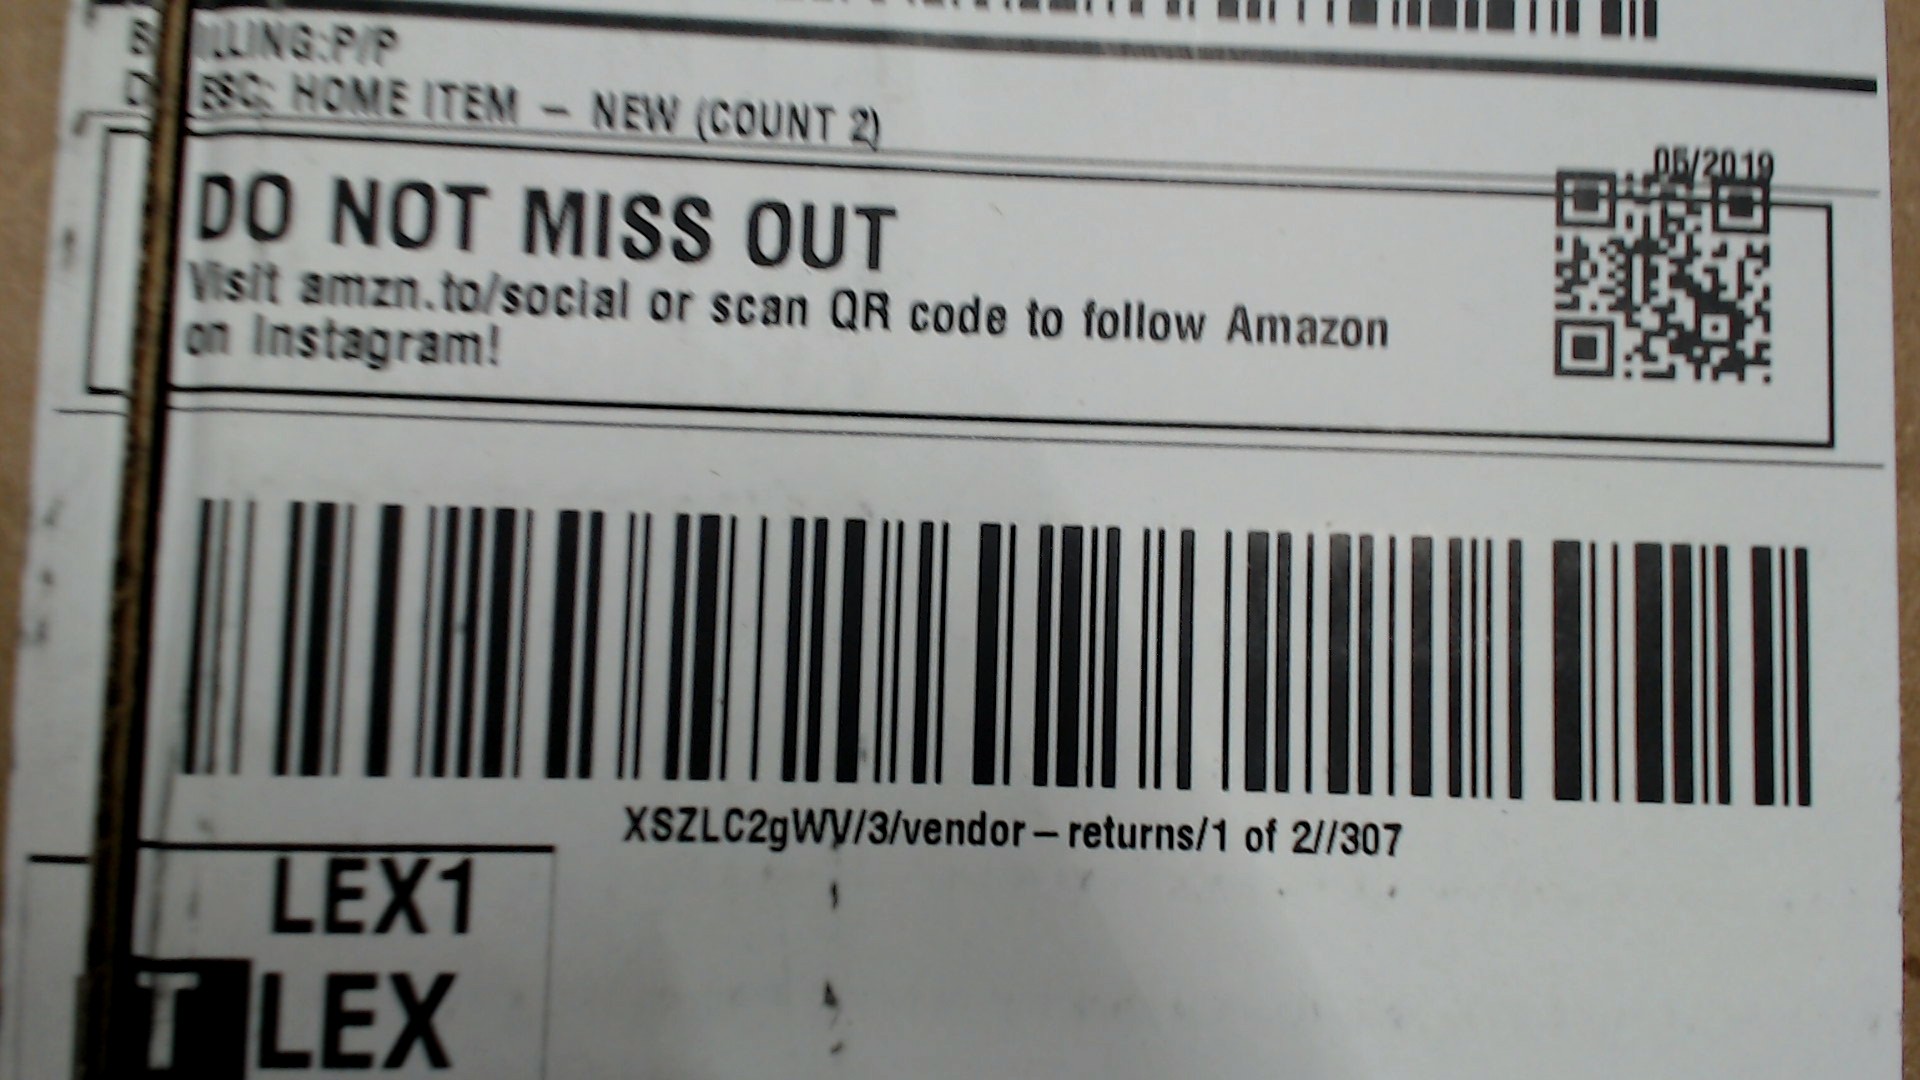 BILLING:P/P
DESC: HOME ITEM – NEW (COUNT 2)
05/2019
DO NOT MISS OUT
Visit amzn.to/social or scan QR code to follow Amazon
on Instagram!
XSZLC2gWV/3/vendor–returns/1 of 2//307
LEX1
T LEX